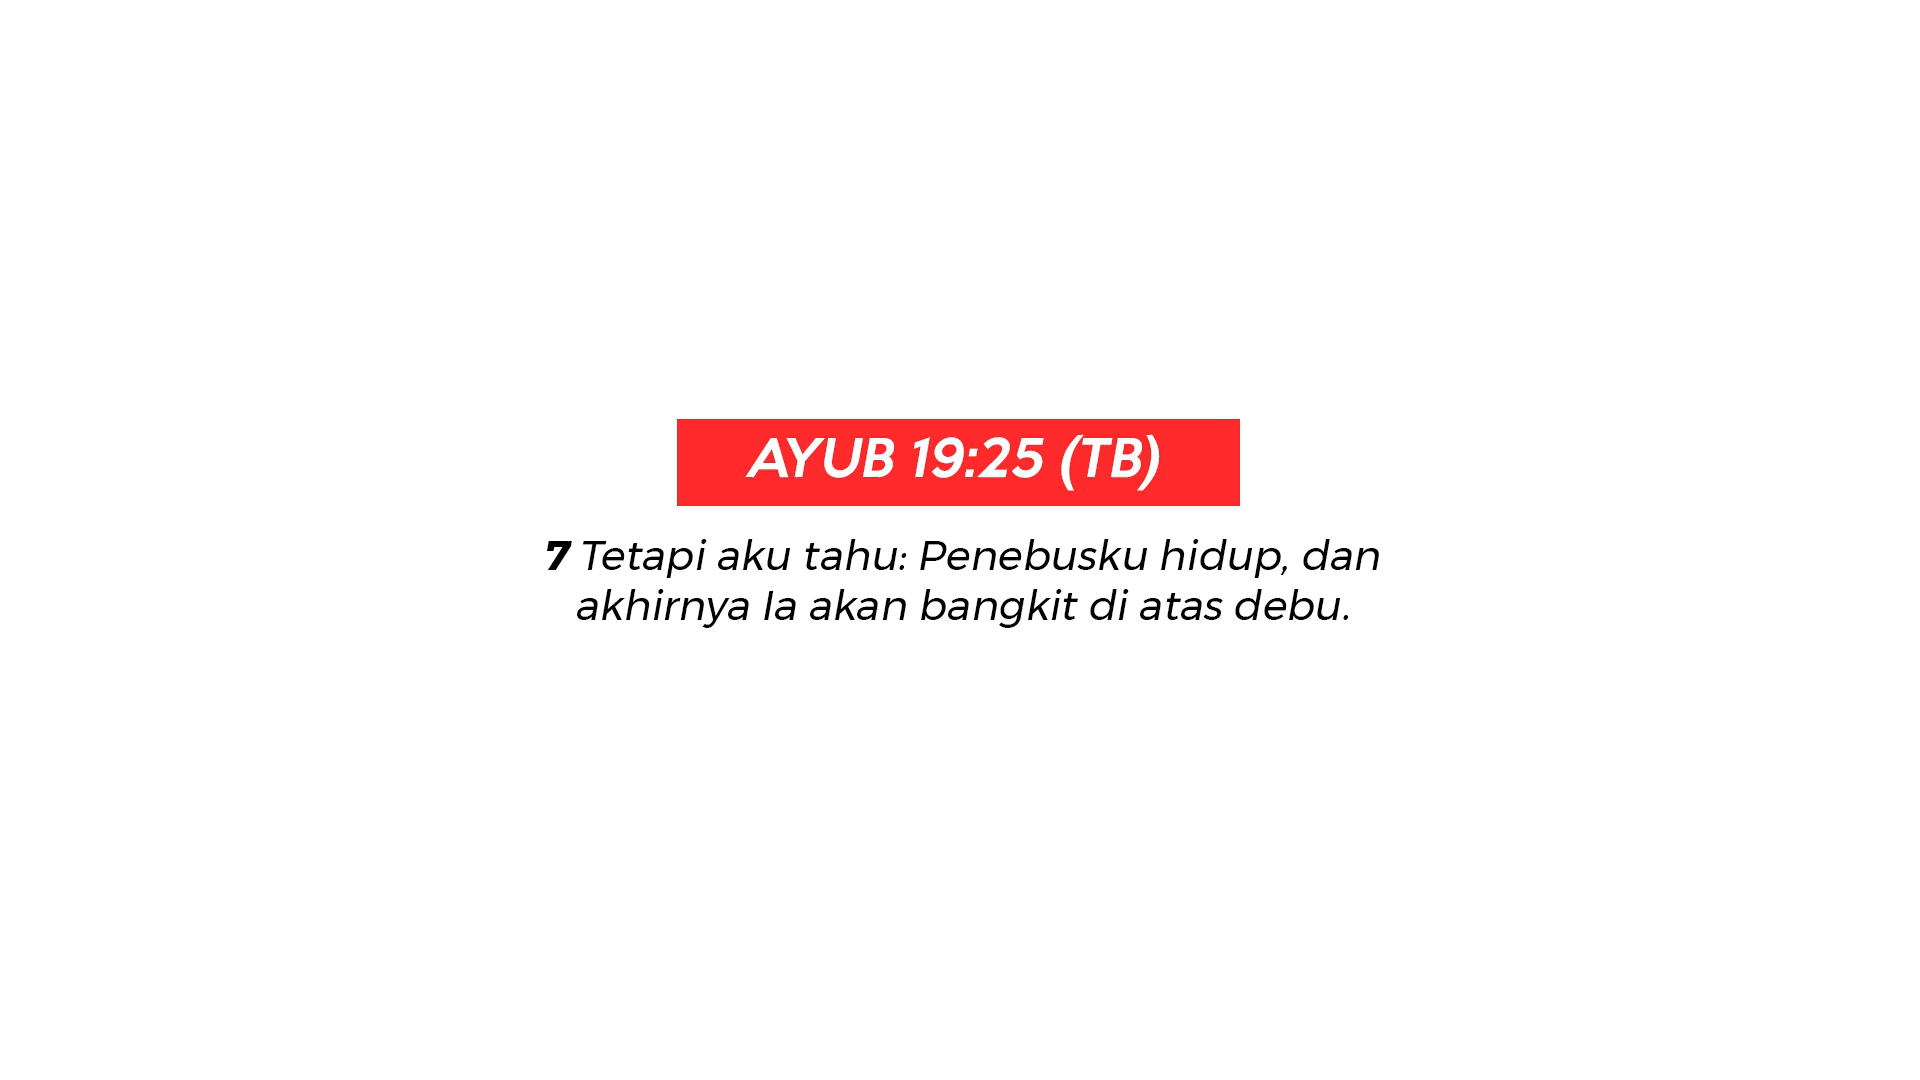 AYUB 19:25 (TB)
7 Tetapi aku tahu: Penebusku hidup, dan
akhirnya Ia akan bangkit di atas debu.